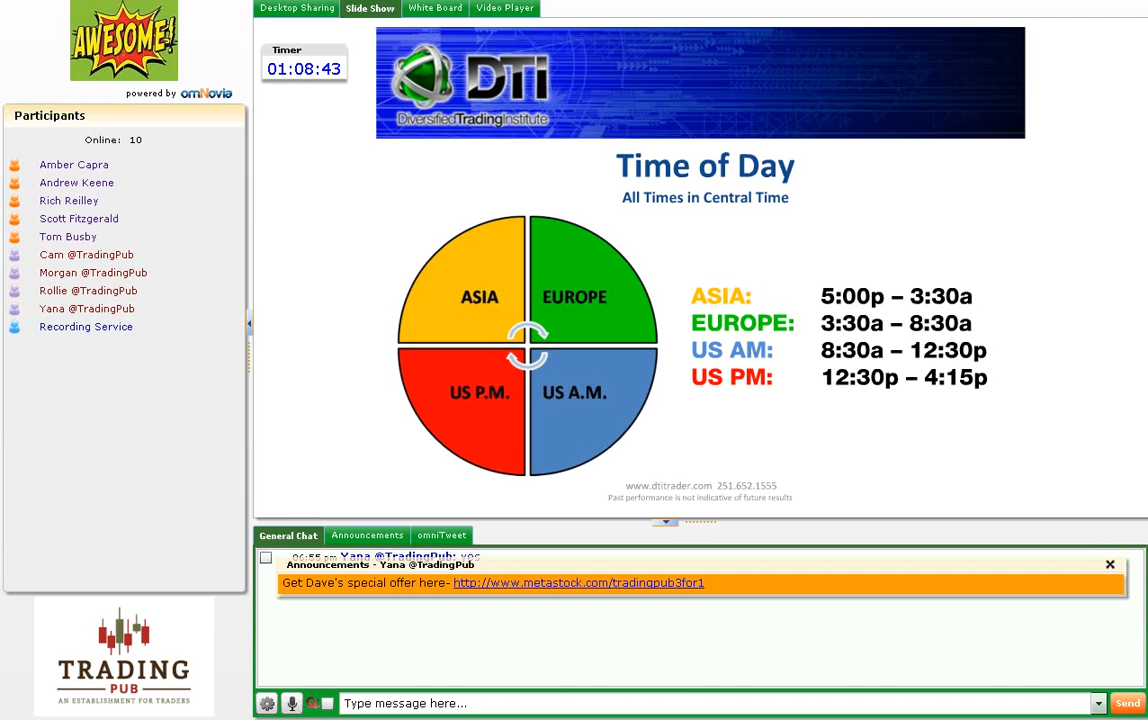 Desktop Sharing
Slide Show
White Board
Video Player
AWESOME!
powered by omNovia
Participants
Online: 10
Amber Capra
Andrew Keene
Rich Reilley
Scott Fitzgerald
Tom Busby
Cam @TradingPub
Morgan @TradingPub
Rollie @TradingPub
Yana @TradingPub
Recording Service
TRADING
PUB
AN ESTABLISHMENT FOR TRADERS
Timer
01:08:43
DTI
DiversifiedTradingInstitute
Time of Day
All Times in Central Time
ASIA
EUROPE
US P.M.
US A.M.
ASIA: 5:00p – 3:30a
EUROPE: 3:30a – 8:30a
US AM: 8:30a – 12:30p
US PM: 12:30p – 4:15p
www.dtitrader.com 251.652.1555
Past performance is not indicative of future results
General Chat
Announcements
omniTweet
06:55 pm Yana @TradingPub: yes
Announcements - Yana @TradingPub
Get Dave's special offer here- http://www.metastock.com/tradingpub3for1
Type message here...
Send